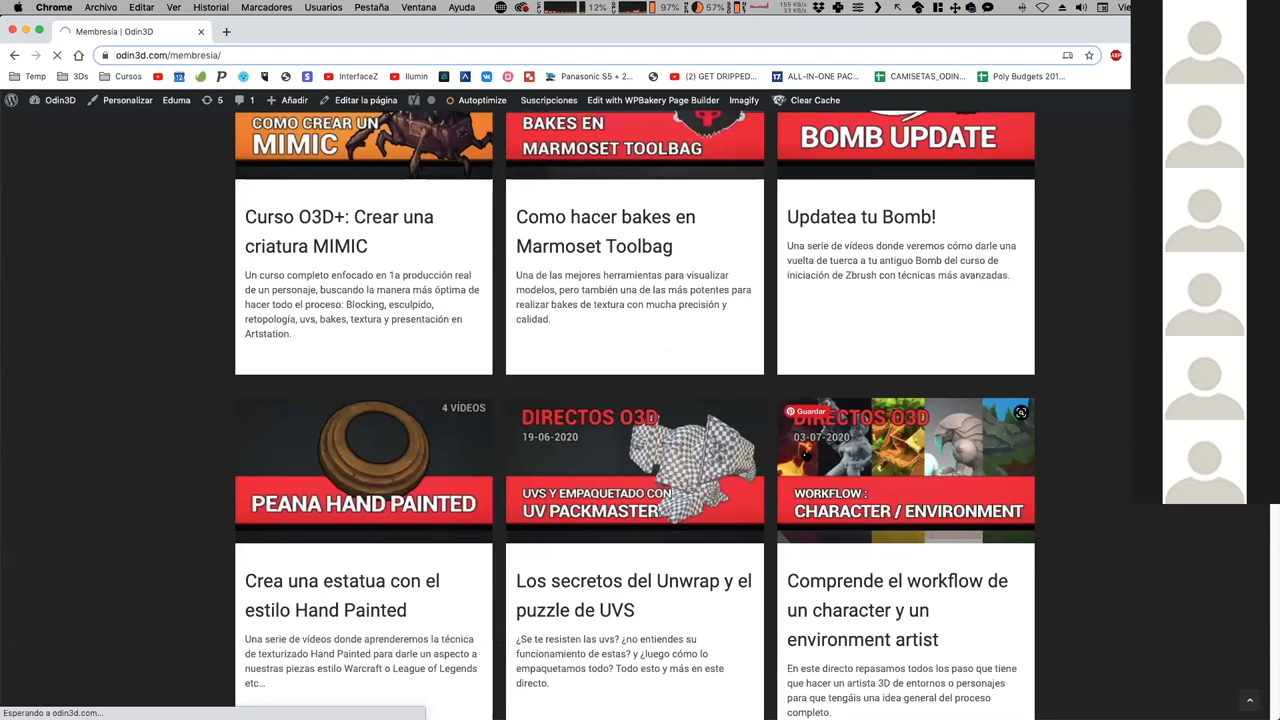 Chrome Archivo Editar Ver Historial Marcadores Usuarios Pestaña Ventana Ayuda 12% 97% 57% 155 KB/s 33 KB/s Vie
Membresía | Odin3D
odin3d.com/membresia/
Temp 3Ds Cursos InterfaceZ Ilumin Panasonic S5 + 2... (2) GET DRIPPED... ALL-IN-ONE PAC... CAMISETAS_ODIN... Poly Budgets 201...
Odin3D Personalizar Eduma 5 1 Añadir Editar la página Autoptimize Suscripciones Edit with WPBakery Page Builder Imagify Clear Cache
COMO CREAR UN
MIMIC
BAKES EN
MARMOSET TOOLBAG
BOMB UPDATE
Curso O3D+: Crear una
criatura MIMIC
Un curso completo enfocado en 1a producción real
de un personaje, buscando la manera más óptima de
hacer todo el proceso: Blocking, esculpido,
retopología, uvs, bakes, textura y presentación en
Artstation.
Como hacer bakes en
Marmoset Toolbag
Una de las mejores herramientas para visualizar
modelos, pero también una de las más potentes para
realizar bakes de textura con mucha precisión y
calidad.
Updatea tu Bomb!
Una serie de vídeos donde veremos cómo darle una
vuelta de tuerca a tu antiguo Bomb del curso de
iniciación de Zbrush con técnicas más avanzadas.
4 VÍDEOS
PEANA HAND PAINTED
DIRECTOS O3D
19-06-2020
UVS Y EMPAQUETADO CON
UV PACKMASTER
Guardar
DIRECTOS O3D
03-07-2020
WORKFLOW :
CHARACTER / ENVIRONMENT
Crea una estatua con el
estilo Hand Painted
Una serie de vídeos donde aprenderemos la técnica
de texturizado Hand Painted para darle un aspecto a
nuestras piezas estilo Warcraft o League of Legends
etc...
Los secretos del Unwrap y el
puzzle de UVS
¿Se te resisten las uvs? ¿no entiendes su
funcionamiento de estas? y ¿luego cómo lo
empaquetamos todo? Todo esto y más en este
directo.
Comprende el workflow de
un character y un
environment artist
En este directo repasamos todos los paso que tiene
que hacer un artista 3D de entornos o personajes
para que tengáis una idea general del proceso
completo.
Esperando a odin3d.com...